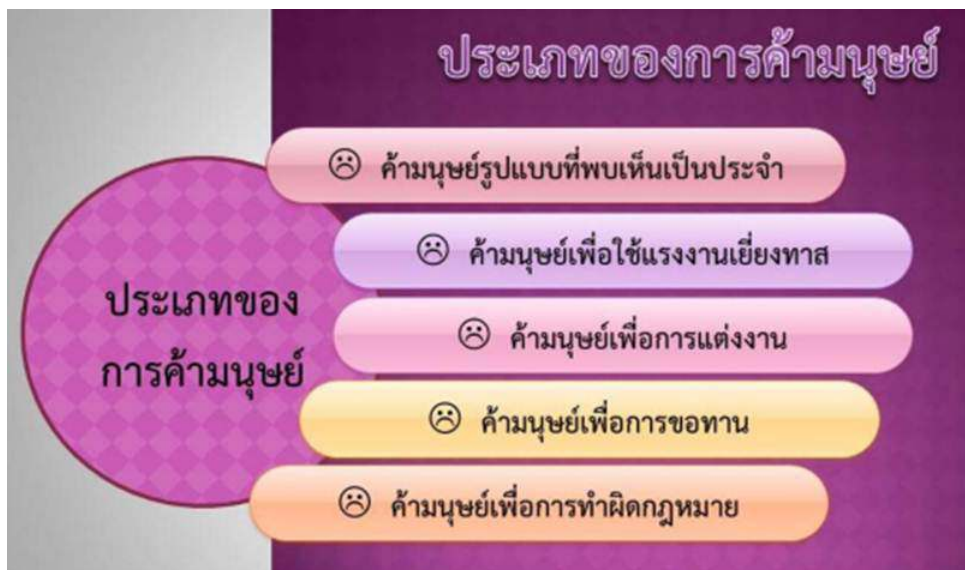 ประเภทของการค้ามนุษย์
☹ ค้ามนุษย์รูปแบบที่พบเห็นเป็นประจำ
☹ ค้ามนุษย์เพื่อใช้แรงงานเยี่ยงทาส
ประเภทของ
การค้ามนุษย์
☹ ค้ามนุษย์เพื่อการแต่งงาน
☹ ค้ามนุษย์เพื่อการขอทาน
☹ ค้ามนุษย์เพื่อการทำผิดกฎหมาย